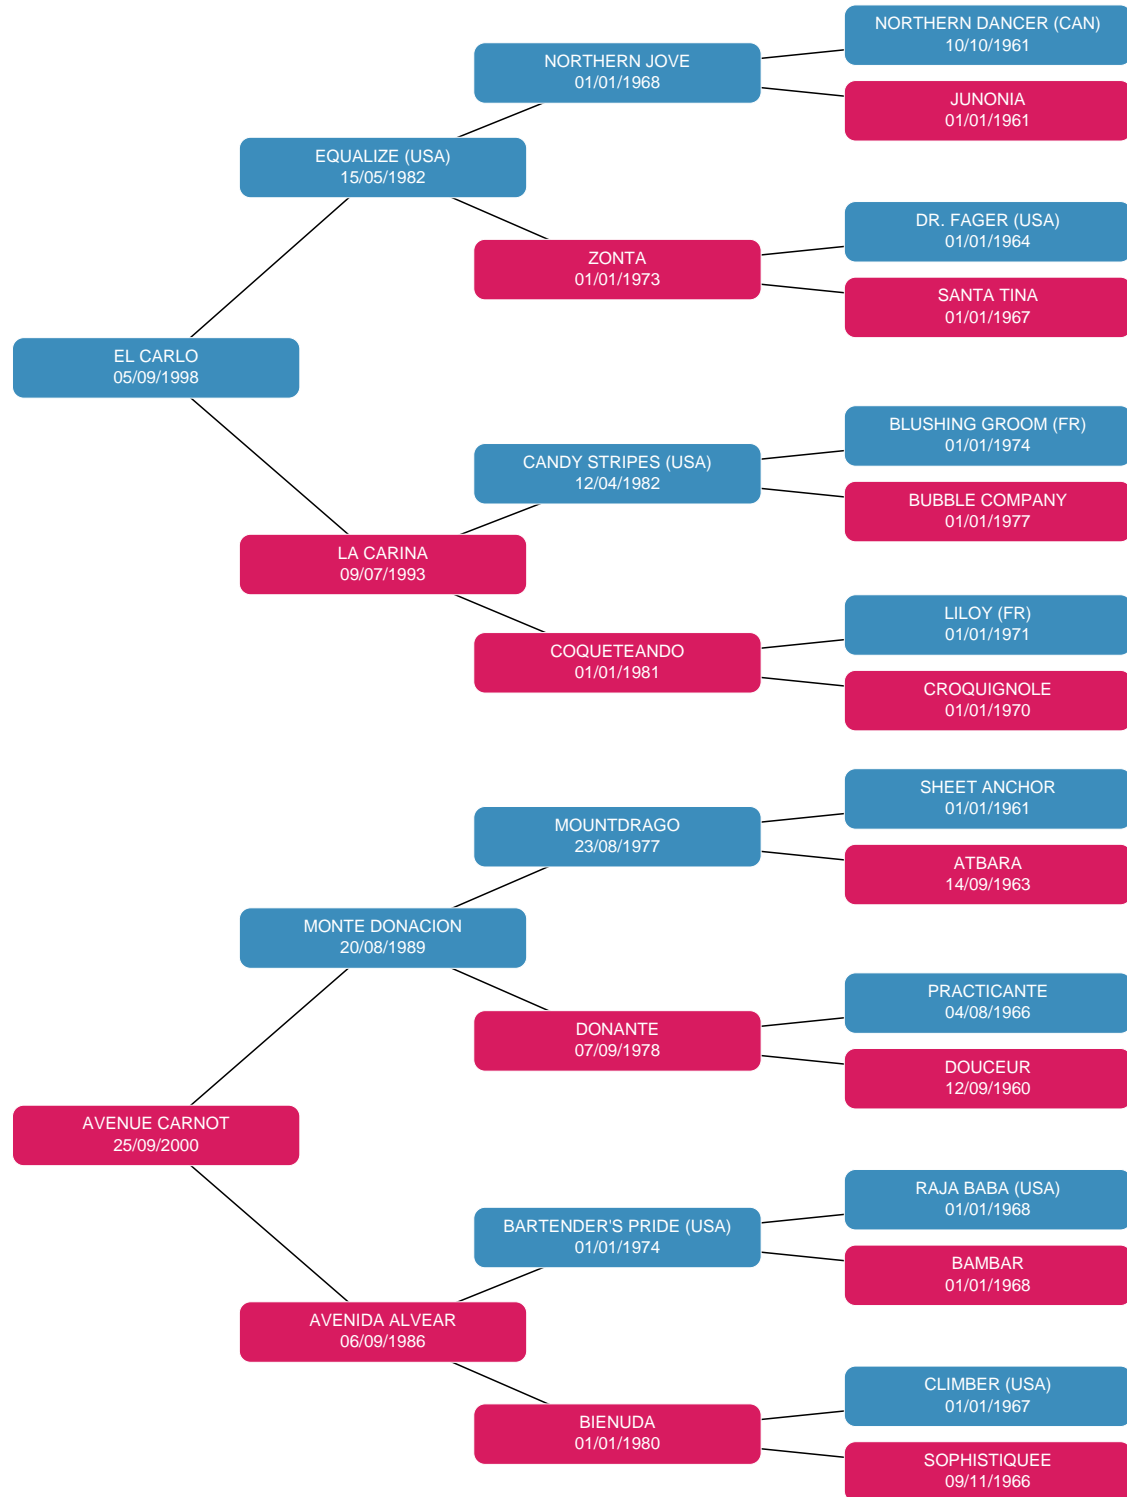 NORTHERN DANCER (CAN)
10/10/1961
NORTHERN JOVE
01/01/1968
JUNONIA
01/01/1961
EQUALIZE (USA)
15/05/1982
DR. FAGER (USA)
01/01/1964
ZONTA
01/01/1973
SANTA TINA
01/01/1967
EL CARLO
05/09/1998
BLUSHING GROOM (FR)
01/01/1974
CANDY STRIPES (USA)
12/04/1982
BUBBLE COMPANY
01/01/1977
LA CARINA
09/07/1993
LILOY (FR)
01/01/1971
COQUETEANDO
01/01/1981
CROQUIGNOLE
01/01/1970
SHEET ANCHOR
01/01/1961
MOUNTDRAGO
23/08/1977
ATBARA
14/09/1963
MONTE DONACION
20/08/1989
PRACTICANTE
04/08/1966
DONANTE
07/09/1978
DOUCEUR
12/09/1960
AVENUE CARNOT
25/09/2000
RAJA BABA (USA)
01/01/1968
BARTENDER'S PRIDE (USA)
01/01/1974
BAMBAR
01/01/1968
AVENIDA ALVEAR
06/09/1986
CLIMBER (USA)
01/01/1967
BIENUDA
01/01/1980
SOPHISTIQUEE
09/11/1966